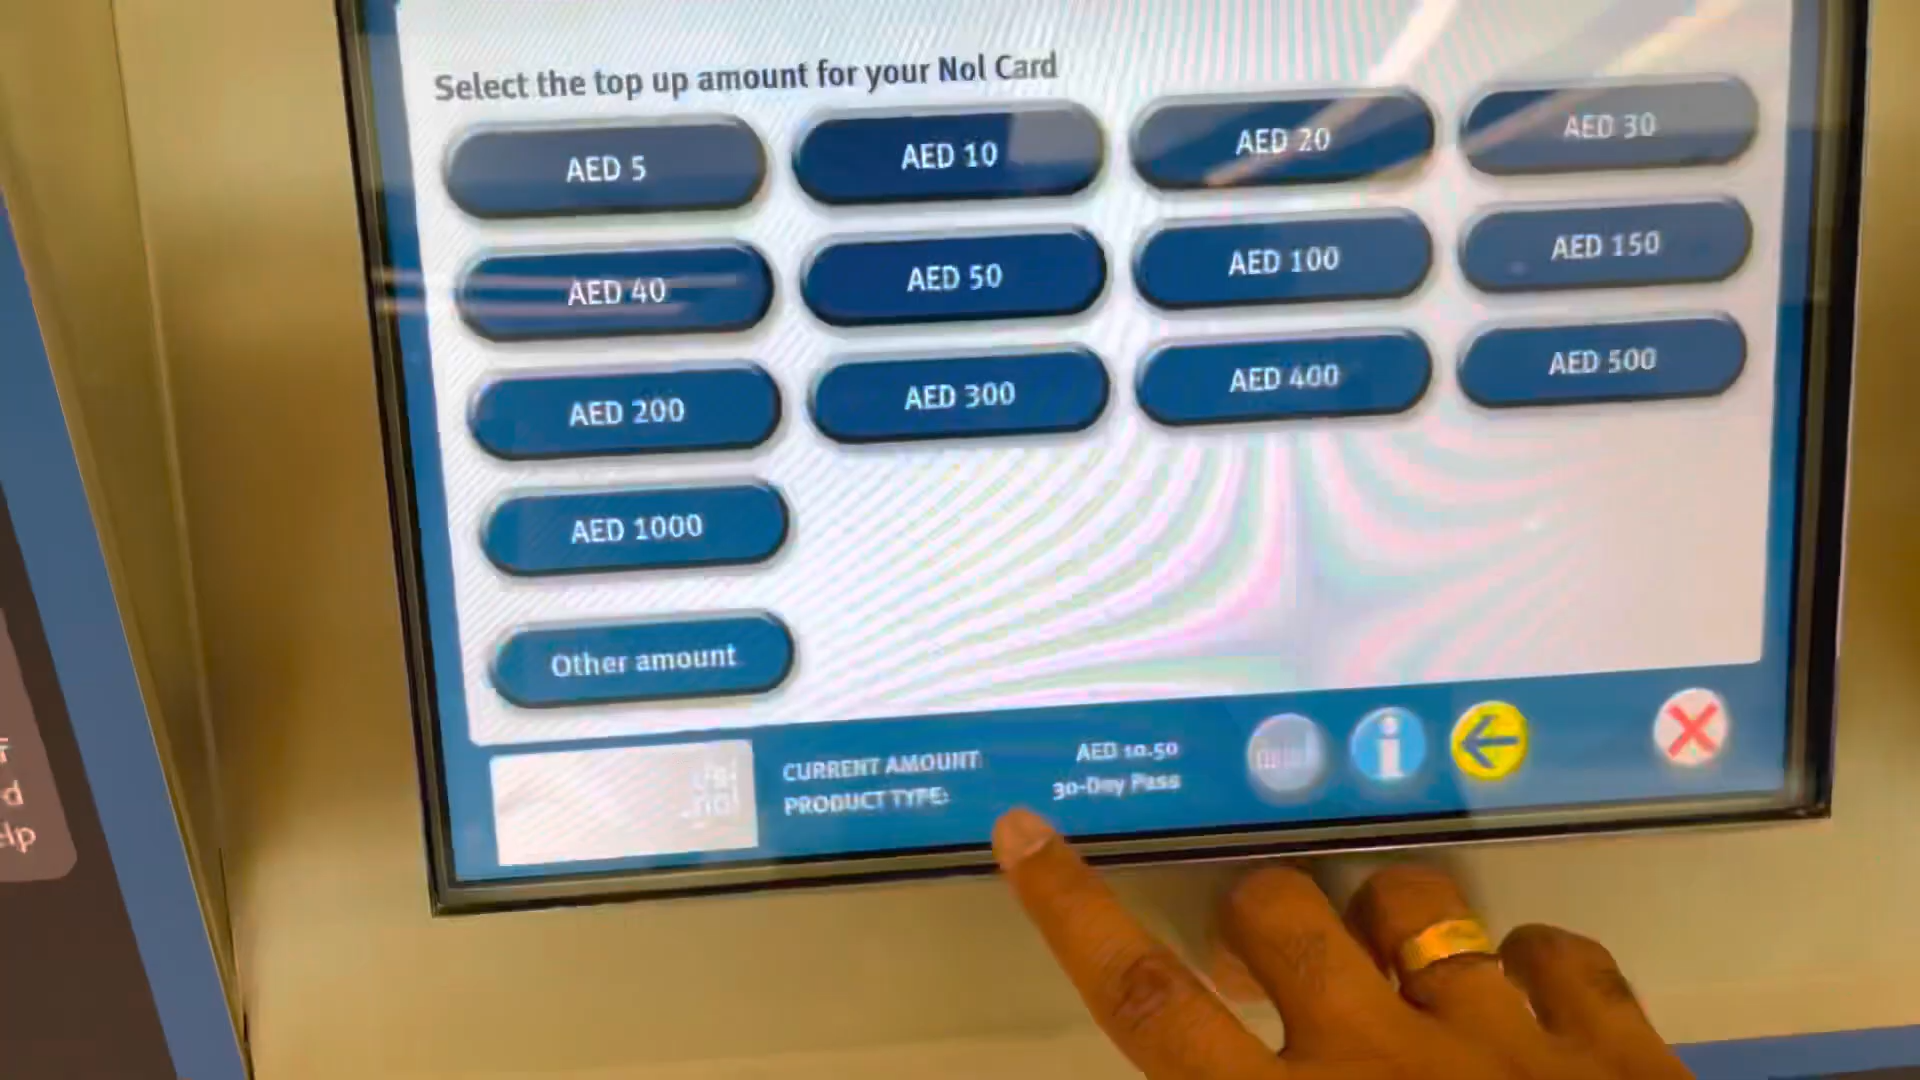 Select the top up amount for your Nol Card
AED 5
AED 10
AED 20
AED 30
AED 40
AED 50
AED 100
AED 150
AED 200
AED 300
AED 400
AED 500
AED 1000
Other amount
CURRENT AMOUNT
AED 10.50
PRODUCT TYPE:
30-Day Pass
nol